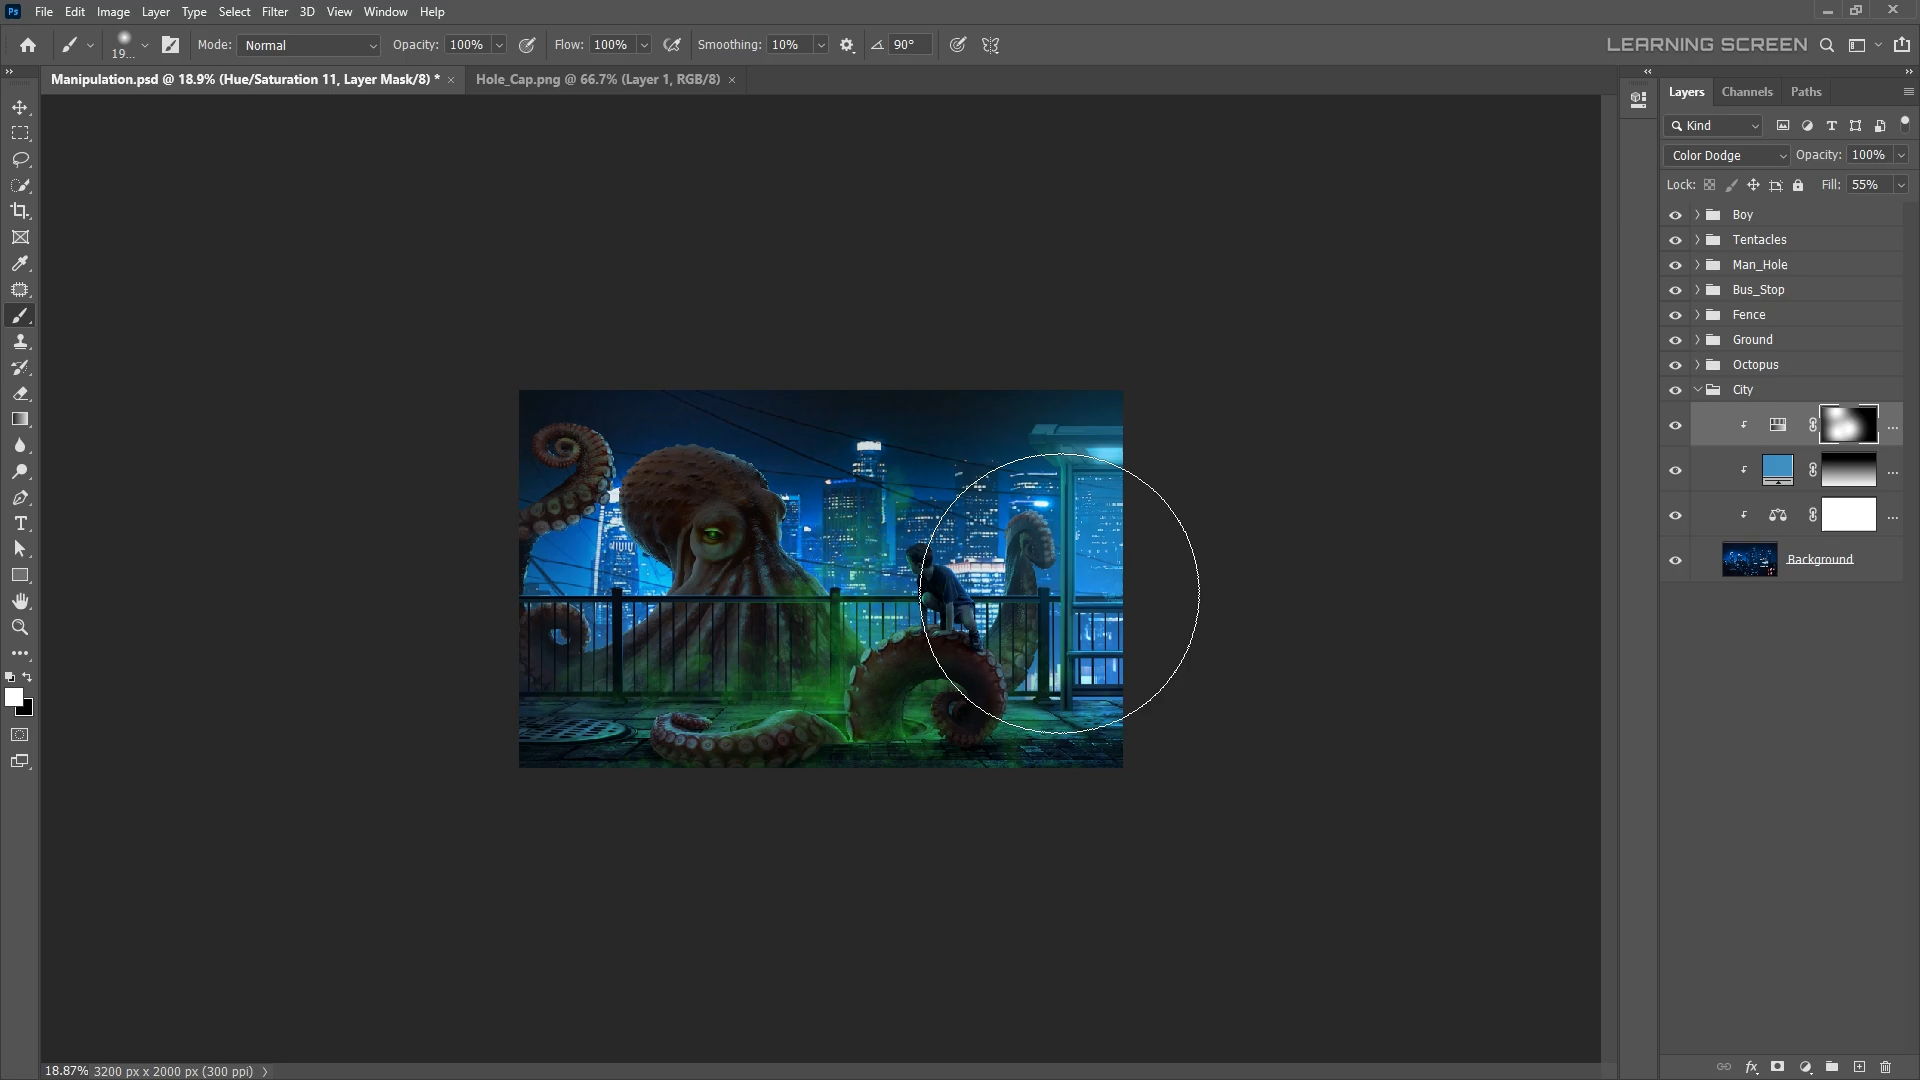 Ps File Edit Image Layer Type Select Filter 3D View Window Help
19... Mode: Normal Opacity: 100% Flow: 100% Smoothing: 10% 90° LEARNING SCREEN
Manipulation.psd @ 18.9% (Hue/Saturation 11, Layer Mask/8) * × Hole_Cap.png @ 66.7% (Layer 1, RGB/8) ×
Layers Channels Paths
Kind
Color Dodge Opacity: 100%
Lock: Fill: 55%
Boy
Tentacles
Man_Hole
Bus_Stop
Fence
Ground
Octopus
City
Background
18.87% 3200 px x 2000 px (300 ppi)